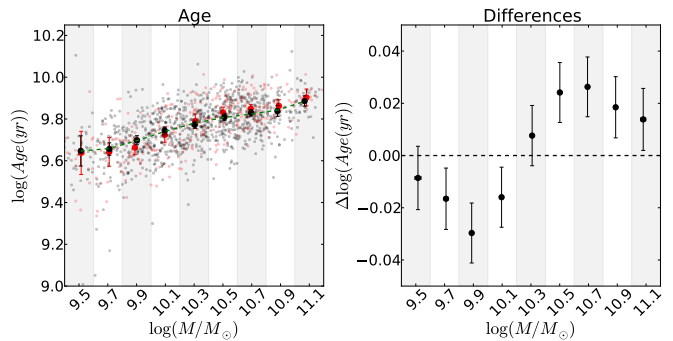 Age
Differences
10.2
10.0
9.8
9.6
9.4
9.2
9.0
log(Age(yr))
9.5 9.7 9.9 10.1 10.3 10.5 10.7 10.9 11.1
log(M/M⊙)
0.04
0.02
0.00
−0.02
−0.04
Δlog(Age(yr))
9.5 9.7 9.9 10.1 10.3 10.5 10.7 10.9 11.1
log(M/M⊙)